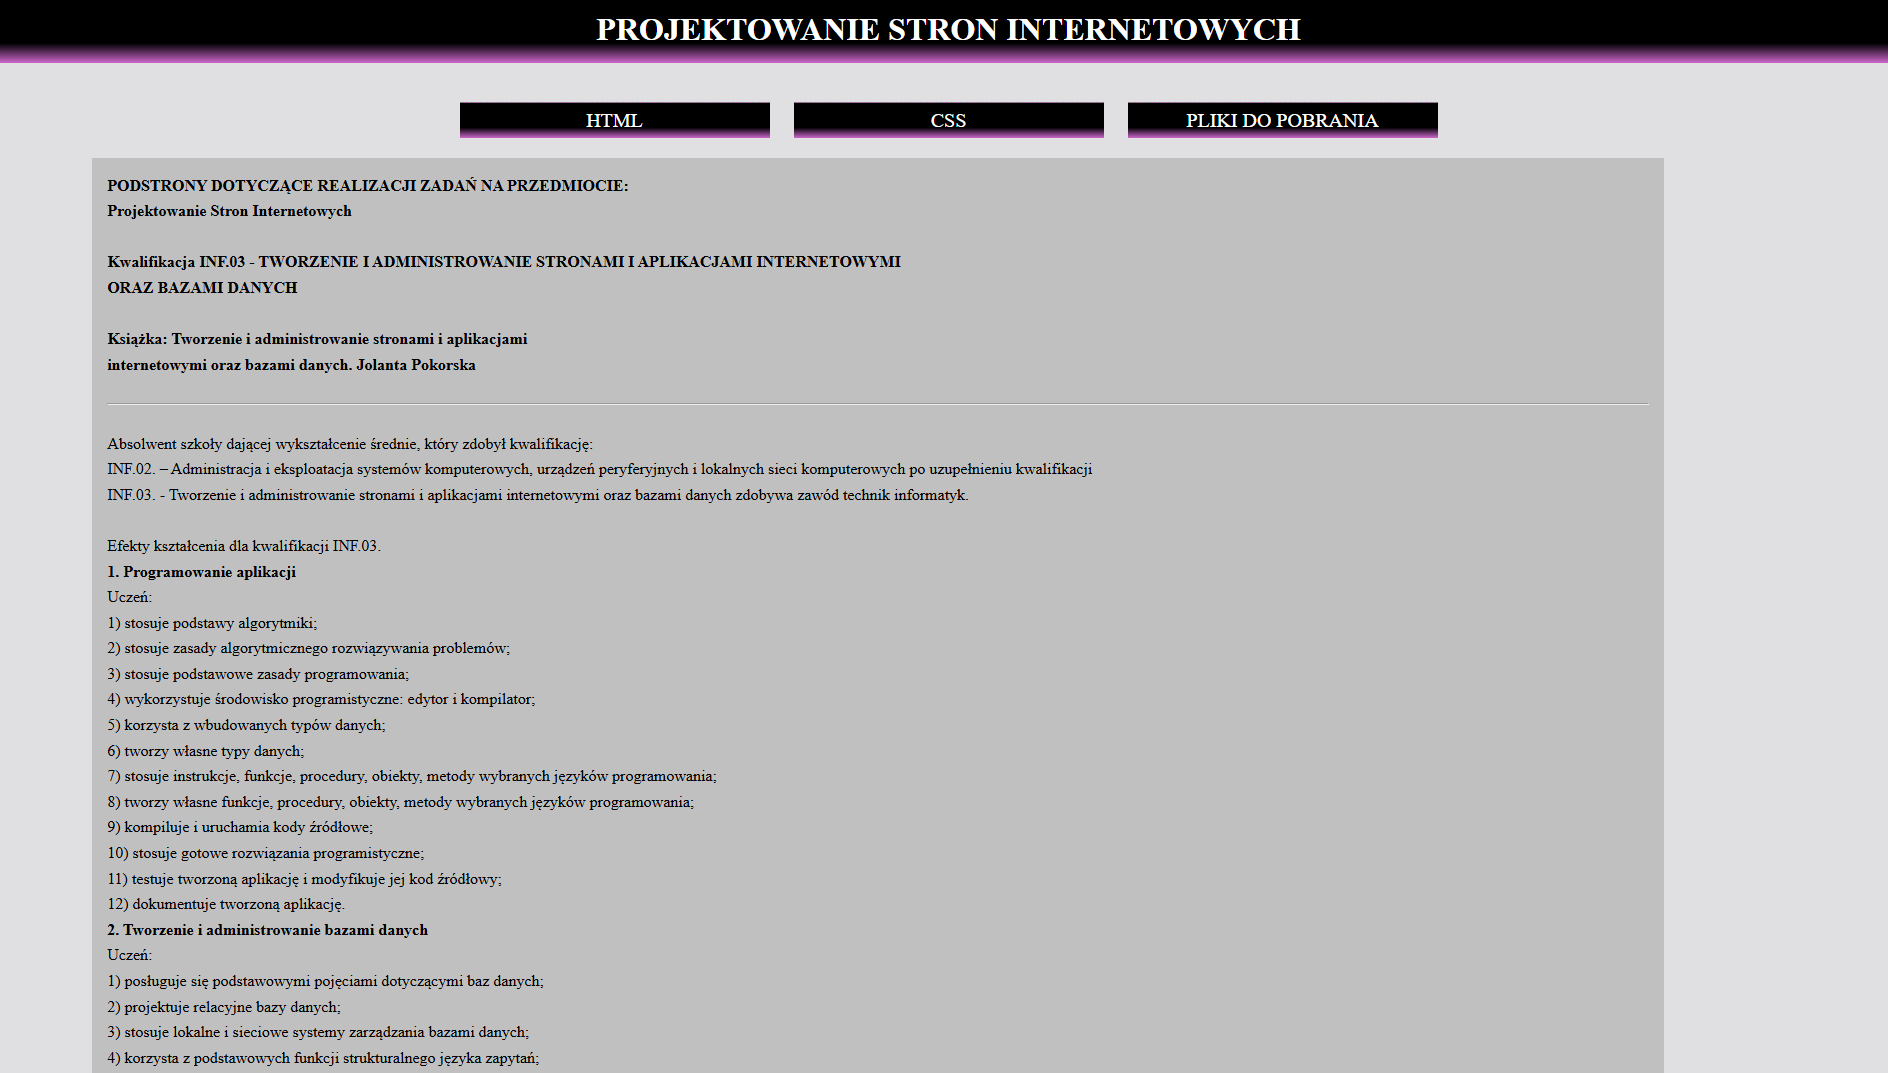 PROJEKTOWANIE STRON INTERNETOWYCH
HTML
CSS
PLIKI DO POBRANIA
PODSTRONY DOTYCZĄCE REALIZACJI ZADAŃ NA PRZEDMIOCIE:
Projektowanie Stron Internetowych
Kwalifikacja INF.03 - TWORZENIE I ADMINISTROWANIE STRONAMI I APLIKACJAMI INTERNETOWYMI
ORAZ BAZAMI DANYCH
Książka: Tworzenie i administrowanie stronami i aplikacjami
internetowymi oraz bazami danych. Jolanta Pokorska
Absolwent szkoły dającej wykształcenie średnie, który zdobył kwalifikację:
INF.02. – Administracja i eksploatacja systemów komputerowych, urządzeń peryferyjnych i lokalnych sieci komputerowych po uzupełnieniu kwalifikacji
INF.03. - Tworzenie i administrowanie stronami i aplikacjami internetowymi oraz bazami danych zdobywa zawód technik informatyk.
Efekty kształcenia dla kwalifikacji INF.03.
1. Programowanie aplikacji
Uczeń:
1) stosuje podstawy algorytmiki;
2) stosuje zasady algorytmicznego rozwiązywania problemów;
3) stosuje podstawowe zasady programowania;
4) wykorzystuje środowisko programistyczne: edytor i kompilator;
5) korzysta z wbudowanych typów danych;
6) tworzy własne typy danych;
7) stosuje instrukcje, funkcje, procedury, obiekty, metody wybranych języków programowania;
8) tworzy własne funkcje, procedury, obiekty, metody wybranych języków programowania;
9) kompiluje i uruchamia kody źródłowe;
10) stosuje gotowe rozwiązania programistyczne;
11) testuje tworzoną aplikację i modyfikuje jej kod źródłowy;
12) dokumentuje tworzoną aplikację.
2. Tworzenie i administrowanie bazami danych
Uczeń:
1) posługuje się podstawowymi pojęciami dotyczącymi baz danych;
2) projektuje relacyjne bazy danych;
3) stosuje lokalne i sieciowe systemy zarządzania bazami danych;
4) korzysta z podstawowych funkcji strukturalnego języka zapytań;